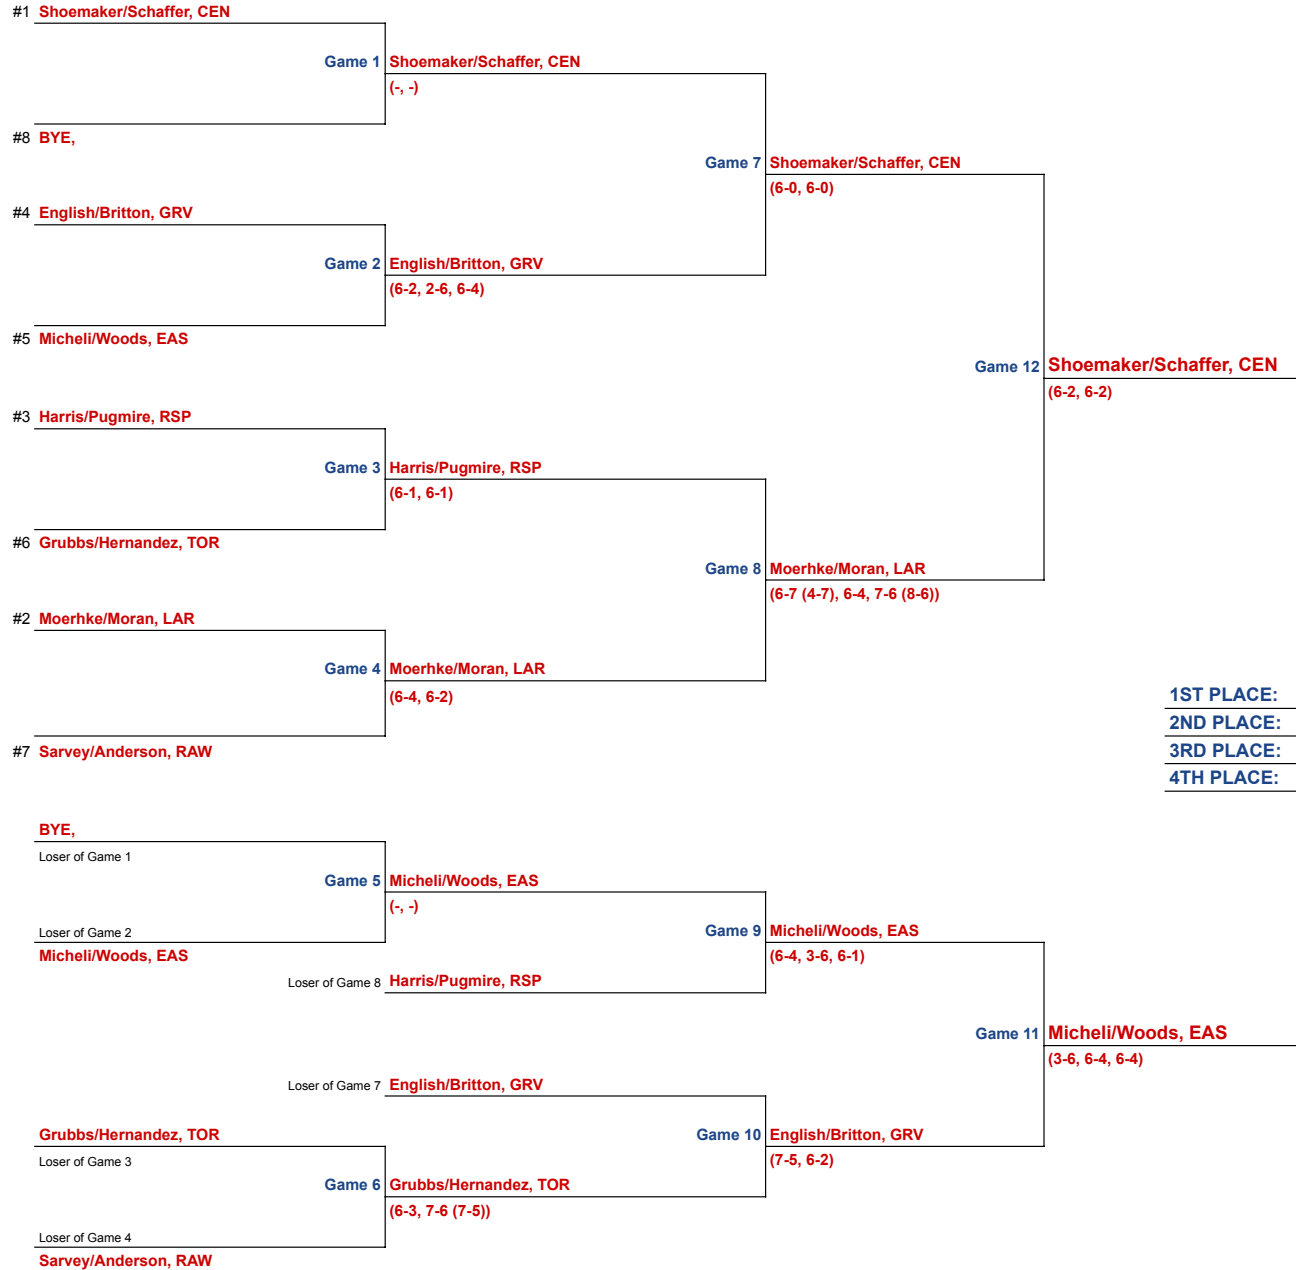 #1 Shoemaker/Schaffer, CEN
Game 1 Shoemaker/Schaffer, CEN
(-, -)
#8 BYE,
Game 7 Shoemaker/Schaffer, CEN
(6-0, 6-0)
#4 English/Britton, GRV
Game 2 English/Britton, GRV
(6-2, 2-6, 6-4)
#5 Micheli/Woods, EAS
Game 12 Shoemaker/Schaffer, CEN
(6-2, 6-2)
#3 Harris/Pugmire, RSP
Game 3 Harris/Pugmire, RSP
(6-1, 6-1)
#6 Grubbs/Hernandez, TOR
Game 8 Moerhke/Moran, LAR
(6-7 (4-7), 6-4, 7-6 (8-6))
#2 Moerhke/Moran, LAR
Game 4 Moerhke/Moran, LAR
(6-4, 6-2)
1ST PLACE:
2ND PLACE:
#7 Sarvey/Anderson, RAW
3RD PLACE:
4TH PLACE:
BYE,
Loser of Game 1
Game 5 Micheli/Woods, EAS
(-, -)
Loser of Game 2
Game 9 Micheli/Woods, EAS
Micheli/Woods, EAS
(6-4, 3-6, 6-1)
Loser of Game 8 Harris/Pugmire, RSP
Game 11 Micheli/Woods, EAS
(3-6, 6-4, 6-4)
Loser of Game 7 English/Britton, GRV
Grubbs/Hernandez, TOR
Game 10 English/Britton, GRV
Loser of Game 3
(7-5, 6-2)
Game 6 Grubbs/Hernandez, TOR
(6-3, 7-6 (7-5))
Loser of Game 4
Sarvey/Anderson, RAW